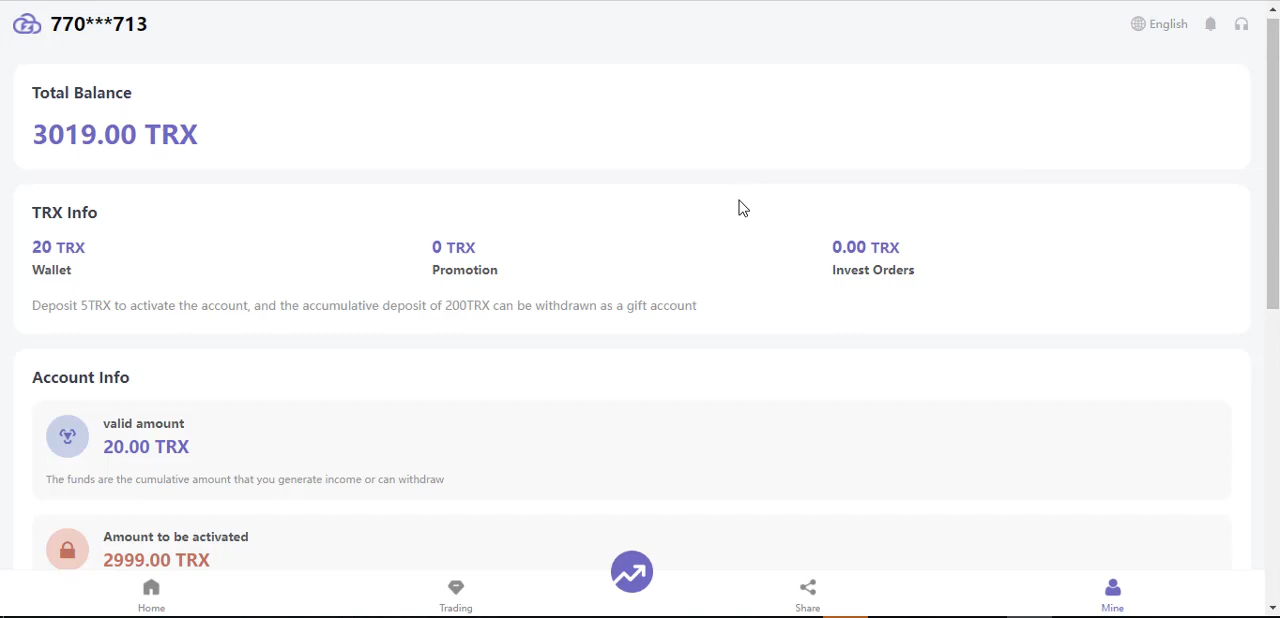 770***713
English
Total Balance
3019.00 TRX
TRX Info
20 TRX
0 TRX
0.00 TRX
Wallet
Promotion
Invest Orders
Deposit 5TRX to activate the account, and the accumulative deposit of 200TRX can be withdrawn as a gift account
Account Info
valid amount
20.00 TRX
The funds are the cumulative amount that you generate income or can withdraw
Amount to be activated
2999.00 TRX
Home
Trading
Share
Mine